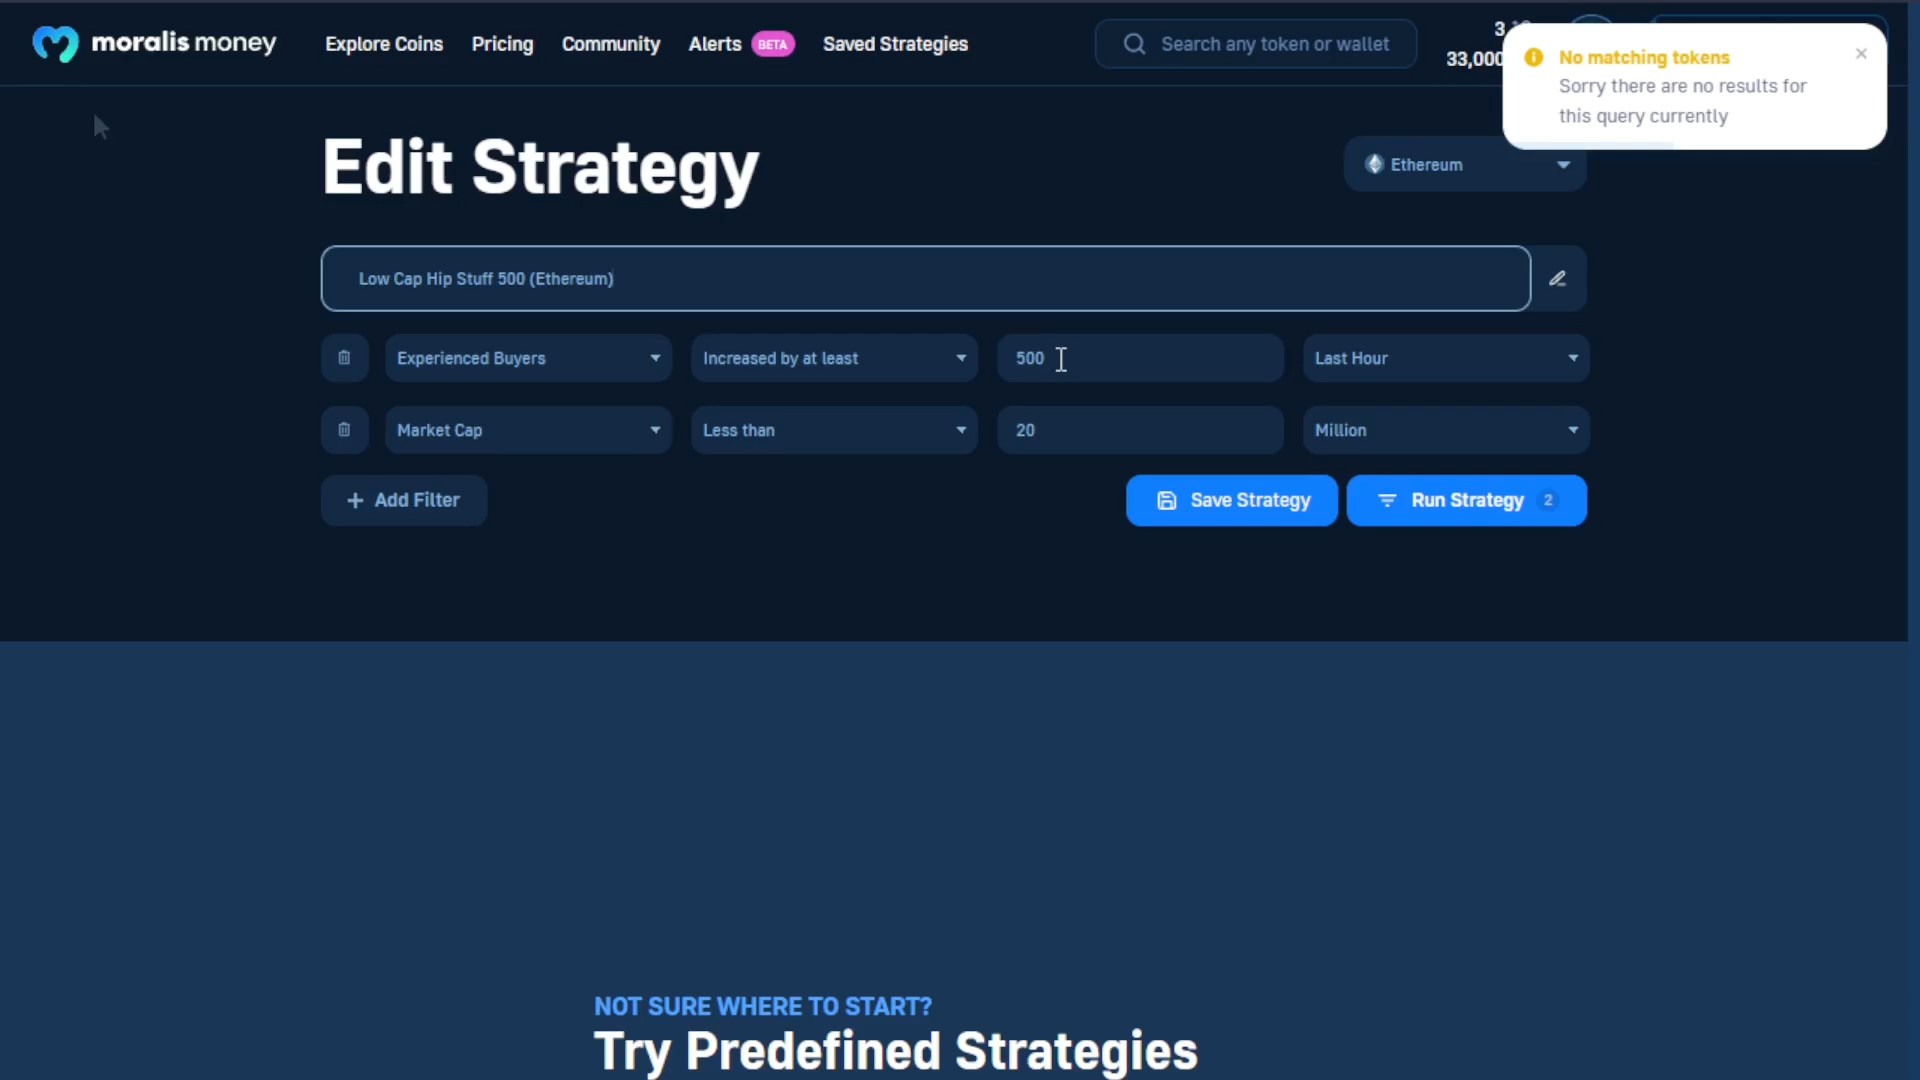 moralis money
Explore Coins
Pricing
Community
Alerts BETA
Saved Strategies
Search any token or wallet
3
33,000
No matching tokens
Sorry there are no results for
this query currently
Edit Strategy
Ethereum
Low Cap Hip Stuff 500 (Ethereum)
Experienced Buyers
Increased by at least
500
Last Hour
Market Cap
Less than
20
Million
+ Add Filter
Save Strategy
Run Strategy 2
NOT SURE WHERE TO START?
Try Predefined Strategies